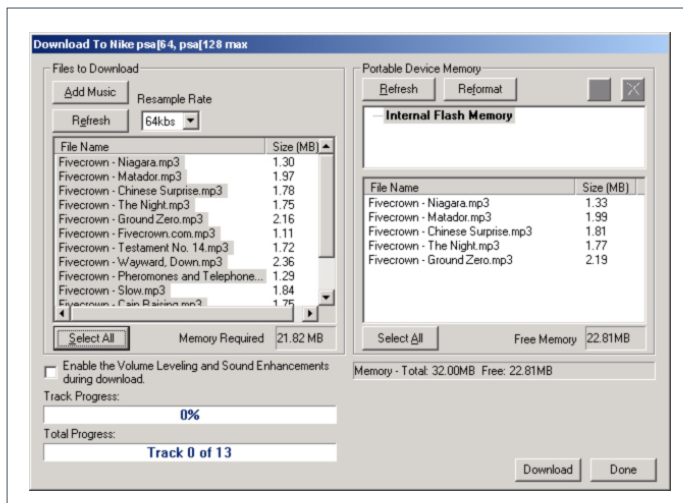 Download To Nike psa[64, psa[128 max
Files to Download
Add Music
Resample Rate
Refresh
64kbs
File Name Size (MB)
Fivecrown - Niagara.mp3 1.30
Fivecrown - Matador.mp3 1.97
Fivecrown - Chinese Surprise.mp3 1.78
Fivecrown - The Night.mp3 1.75
Fivecrown - Ground Zero.mp3 2.16
Fivecrown - Fivecrown.com.mp3 1.11
Fivecrown - Testament No. 14.mp3 1.72
Fivecrown - Wayward, Down.mp3 2.36
Fivecrown - Pheromones and Telephone... 1.29
Fivecrown - Slow.mp3 1.84
Fivecrown - Cain Raising.mp3 1.75
Select All
Memory Required 21.82 MB
Enable the Volume Leveling and Sound Enhancements
during download.
Track Progress:
0%
Total Progress:
Track 0 of 13
Portable Device Memory
Refresh
Reformat
Internal Flash Memory
File Name Size (MB)
Fivecrown - Niagara.mp3 1.33
Fivecrown - Matador.mp3 1.99
Fivecrown - Chinese Surprise.mp3 1.81
Fivecrown - The Night.mp3 1.77
Fivecrown - Ground Zero.mp3 2.19
Select All
Free Memory 22.81MB
Memory - Total: 32.00MB Free: 22.81MB
Download
Done